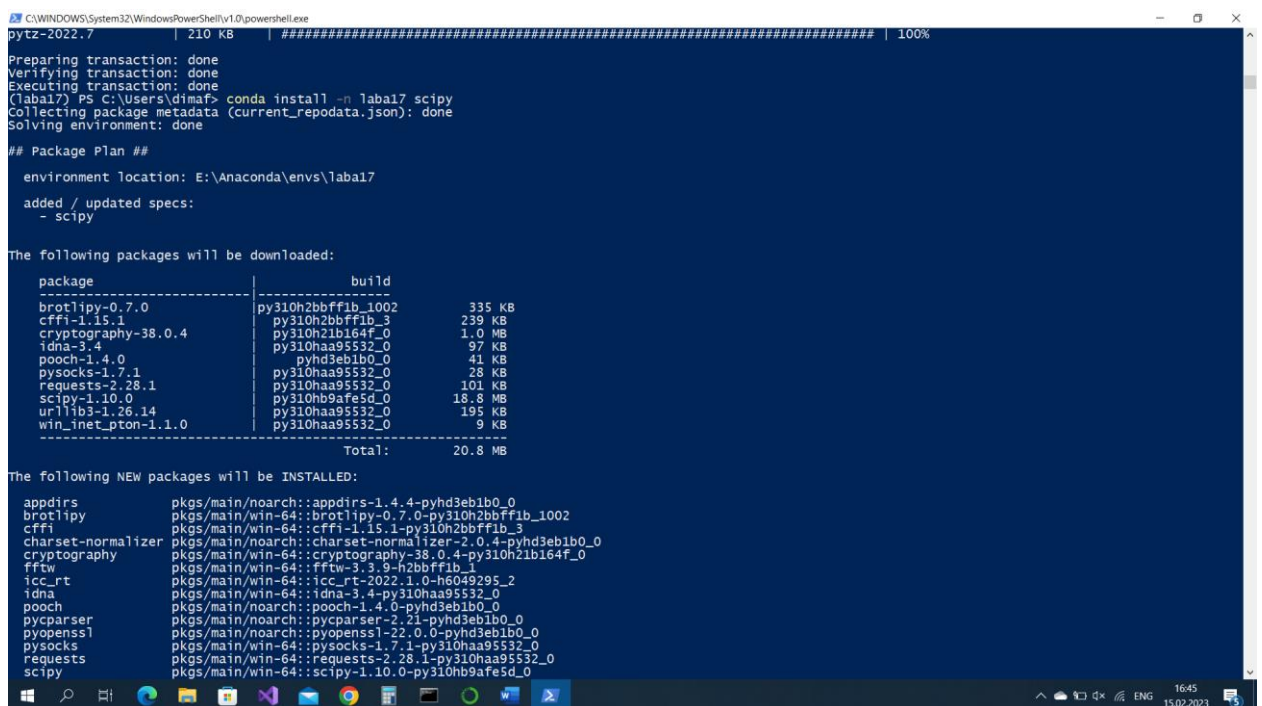 C:\WINDOWS\System32\WindowsPowerShell\v1.0\powershell.exe
pytz-2022.7 | 210 KB | ############################################################################ | 100%
Preparing transaction: done
Verifying transaction: done
Executing transaction: done
(laba17) PS C:\Users\dimaf> conda install -n laba17 scipy
Collecting package metadata (current_repodata.json): done
Solving environment: done
## Package Plan ##
environment location: E:\Anaconda\envs\laba17
added / updated specs:
- scipy
The following packages will be downloaded:
package | build
---------------------------|-----------------
brotlipy-0.7.0 |py310h2bbff1b_1002 335 KB
cffi-1.15.1 | py310h2bbff1b_3 239 KB
cryptography-38.0.4 | py310h21b164f_0 1.0 MB
idna-3.4 | py310haa95532_0 97 KB
pooch-1.4.0 | pyhd3eb1b0_0 41 KB
pysocks-1.7.1 | py310haa95532_0 28 KB
requests-2.28.1 | py310haa95532_0 101 KB
scipy-1.10.0 | py310hb9afe5d_0 18.8 MB
urllib3-1.26.14 | py310haa95532_0 195 KB
win_inet_pton-1.1.0 | py310haa95532_0 9 KB
------------------------------------------------------------
Total: 20.8 MB
The following NEW packages will be INSTALLED:
appdirs pkgs/main/noarch::appdirs-1.4.4-pyhd3eb1b0_0
brotlipy pkgs/main/win-64::brotlipy-0.7.0-py310h2bbff1b_1002
cffi pkgs/main/win-64::cffi-1.15.1-py310h2bbff1b_3
charset-normalizer pkgs/main/noarch::charset-normalizer-2.0.4-pyhd3eb1b0_0
cryptography pkgs/main/win-64::cryptography-38.0.4-py310h21b164f_0
fftw pkgs/main/win-64::fftw-3.3.9-h2bbff1b_1
icc_rt pkgs/main/win-64::icc_rt-2022.1.0-h6049295_2
idna pkgs/main/win-64::idna-3.4-py310haa95532_0
pooch pkgs/main/noarch::pooch-1.4.0-pyhd3eb1b0_0
pycparser pkgs/main/noarch::pycparser-2.21-pyhd3eb1b0_0
pyopenssl pkgs/main/noarch::pyopenssl-22.0.0-pyhd3eb1b0_0
pysocks pkgs/main/win-64::pysocks-1.7.1-py310haa95532_0
requests pkgs/main/win-64::requests-2.28.1-py310haa95532_0
scipy pkgs/main/win-64::scipy-1.10.0-py310hb9afe5d_0
ENG
16:45
15.02.2023
5